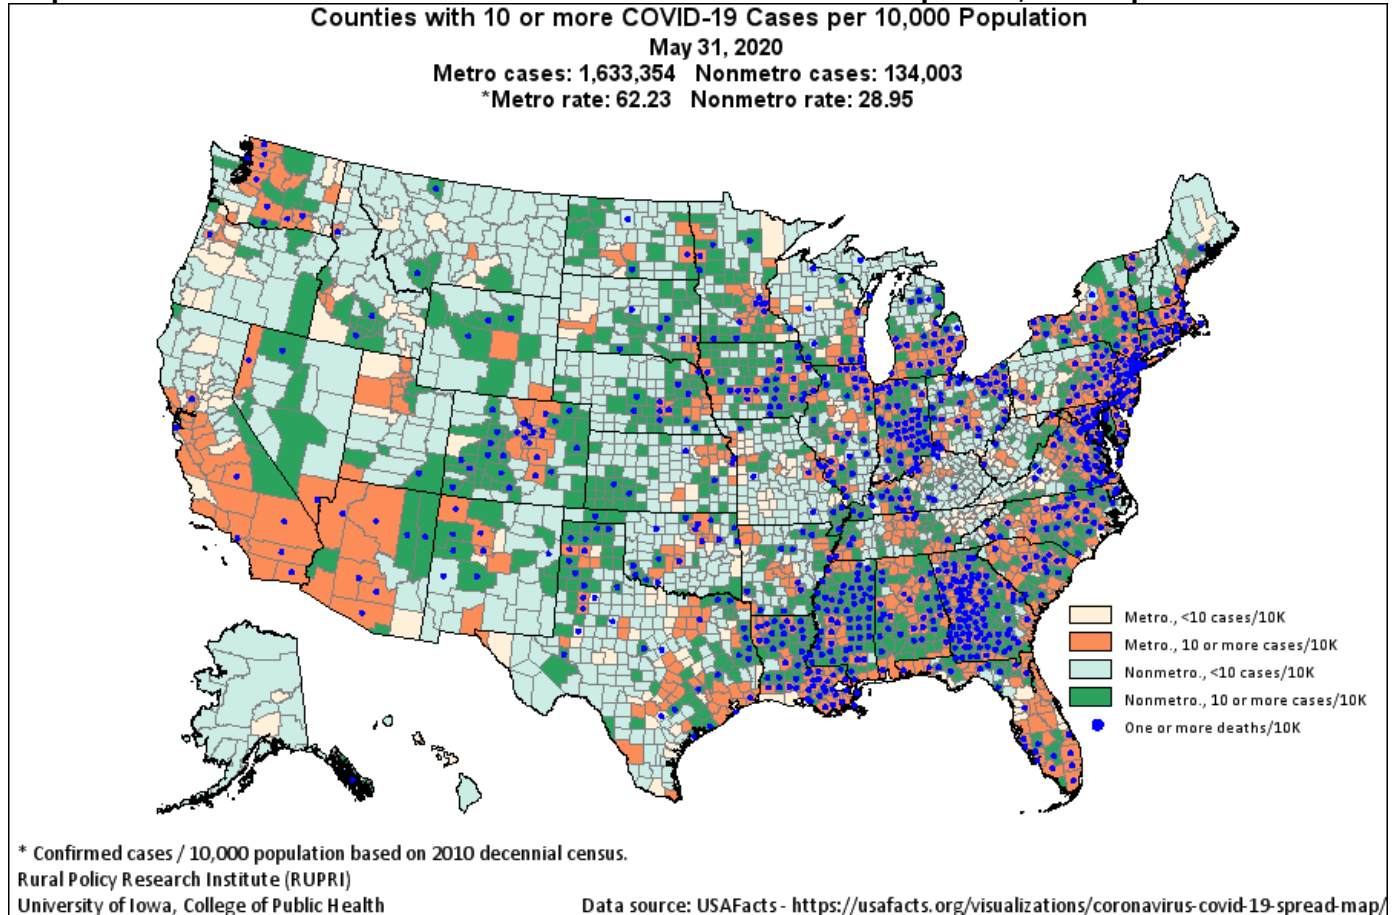 Counties with 10 or more COVID-19 Cases per 10,000 Population
May 31, 2020
Metro cases: 1,633,354 Nonmetro cases: 134,003
*Metro rate: 62.23 Nonmetro rate: 28.95
Metro., <10 cases/10K
Metro., 10 or more cases/10K
Nonmetro., <10 cases/10K
Nonmetro., 10 or more cases/10K
One or more deaths/10K
* Confirmed cases / 10,000 population based on 2010 decennial census.
Rural Policy Research Institute (RUPRI)
University of Iowa, College of Public Health
Data source: USAFacts - https://usafacts.org/visualizations/coronavirus-covid-19-spread-map/